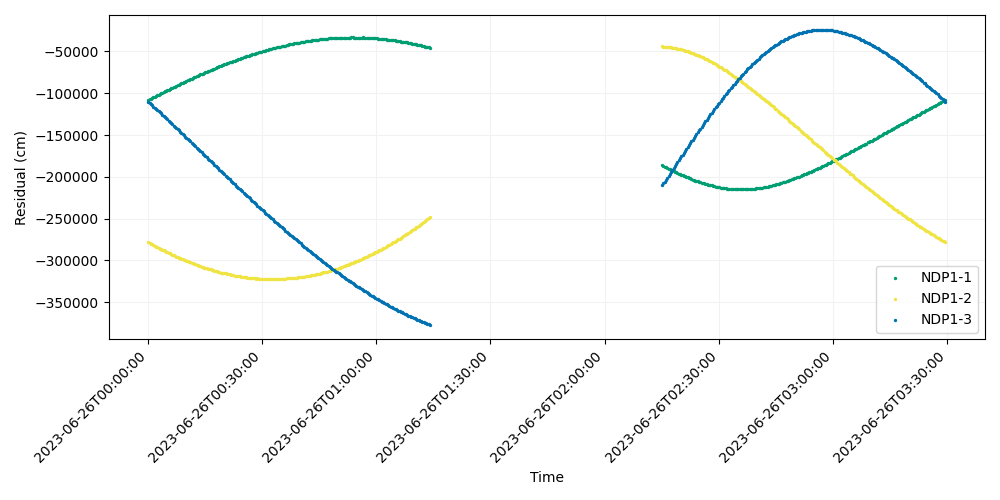 Residual (cm)
−50000
−100000
−150000
−200000
−250000
−300000
−350000
NDP1-1
NDP1-2
NDP1-3
2023-06-26T00:00:00
2023-06-26T00:30:00
2023-06-26T01:00:00
2023-06-26T01:30:00
2023-06-26T02:00:00
2023-06-26T02:30:00
2023-06-26T03:00:00
2023-06-26T03:30:00
Time